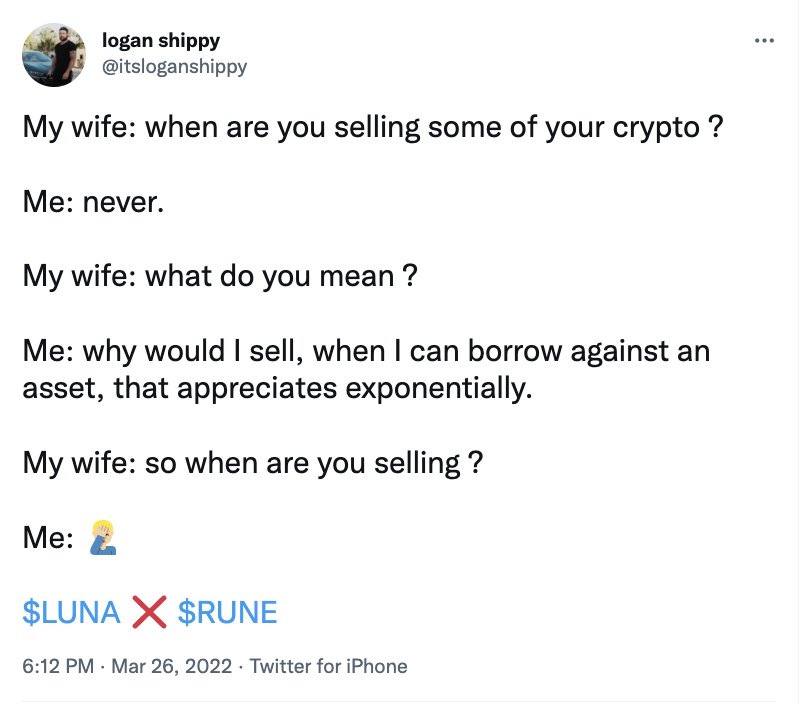 logan shippy
@itsloganshippy
My wife: when are you selling some of your crypto ?
Me: never.
My wife: what do you mean ?
Me: why would I sell, when I can borrow against an
asset, that appreciates exponentially.
My wife: so when are you selling ?
Me: 🤦🏼‍♂️
$LUNA ❌ $RUNE
6:12 PM · Mar 26, 2022 · Twitter for iPhone